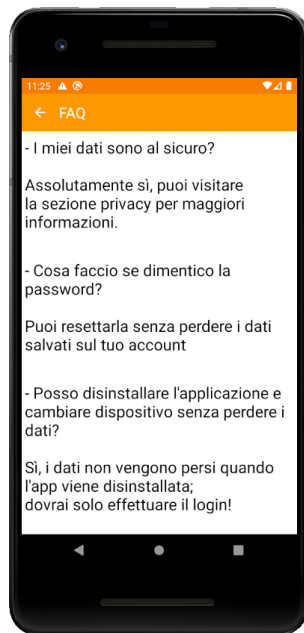 11:25
FAQ
- I miei dati sono al sicuro?
Assolutamente sì, puoi visitare
la sezione privacy per maggiori
informazioni.
- Cosa faccio se dimentico la
password?
Puoi resettarla senza perdere i dati
salvati sul tuo account
- Posso disinstallare l'applicazione e
cambiare dispositivo senza perdere i
dati?
Sì, i dati non vengono persi quando
l'app viene disinstallata;
dovrai solo effettuare il login!